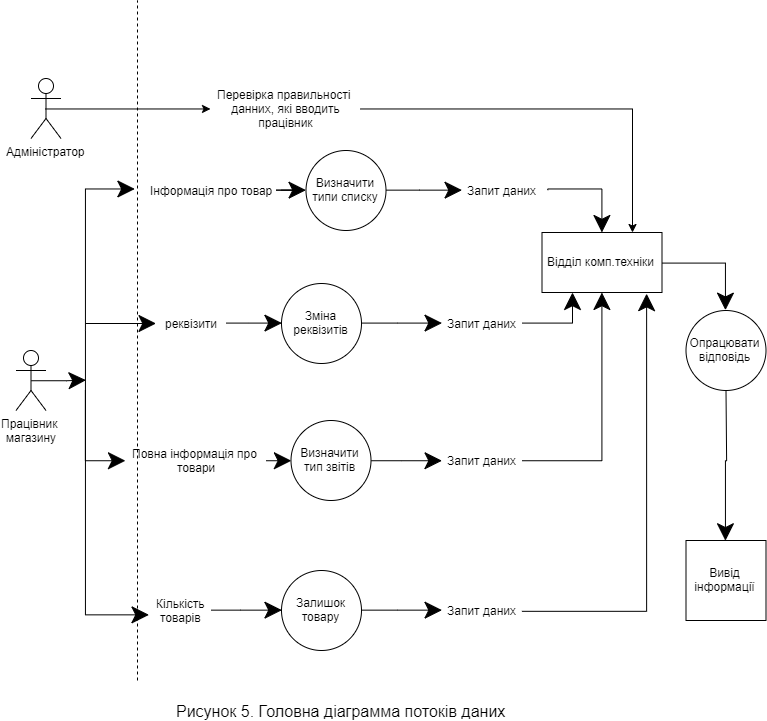 Перевірка правильності
данних, які вводить
працівник
Адміністратор
Інформація про товар
Визначити
типи списку
Запит даних
Відділ комп.техніки
реквізити
Зміна
реквізитів
Запит даних
Опрацювати
відповідь
Працівник
магазину
Повна інформація про
товари
Визначити
тип звітів
Запит даних
Вивід
інформації
Кількість
товарів
Залишок
товару
Запит даних
Рисунок 5. Головна діаграмма потоків даних